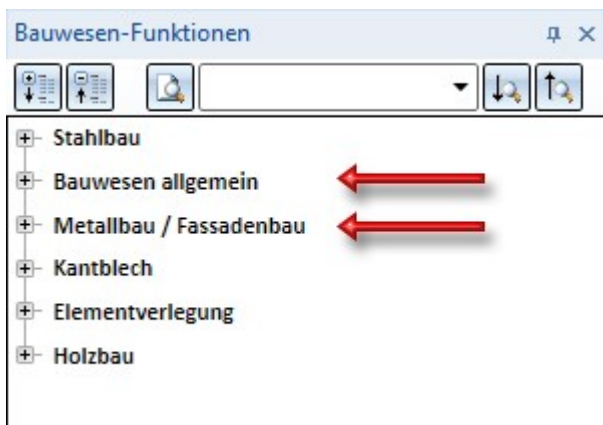 Bauwesen-Funktionen
Stahlbau
Bauwesen allgemein
Metallbau / Fassadenbau
Kantblech
Elementverlegung
Holzbau